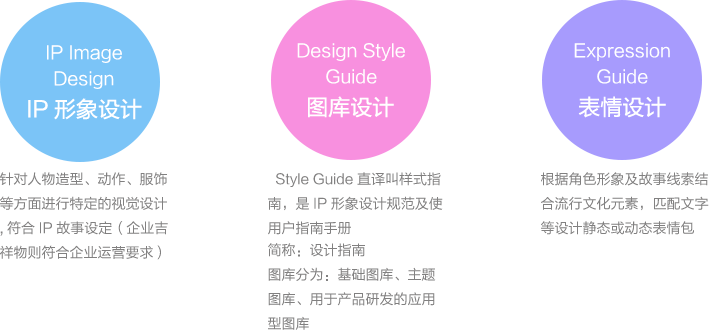 IP Image
Design
IP 形象设计
针对人物造型、动作、服饰
等方面进行特定的视觉设计
,符合 IP 故事设定（企业吉
祥物则符合企业运营要求）
Design Style
Guide
图库设计
Style Guide 直译叫样式指
南，是 IP 形象设计规范及使
用户指南手册
简称：设计指南
图库分为：基础图库、主题
图库、用于产品研发的应用
型图库
Expression
Guide
表情设计
根据角色形象及故事线索结
合流行文化元素，匹配文字
等设计静态或动态表情包